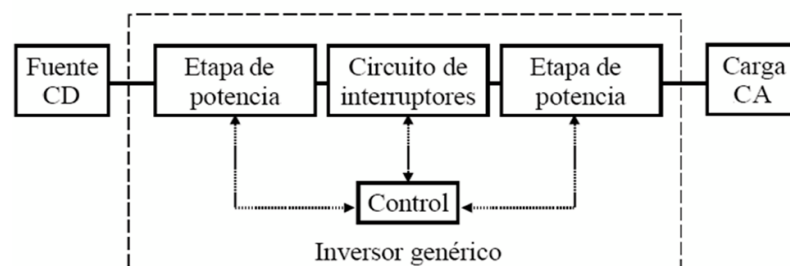 Fuente
CD
Etapa de
potencia
Circuito de
interruptores
Etapa de
potencia
Carga
CA
Control
Inversor genérico